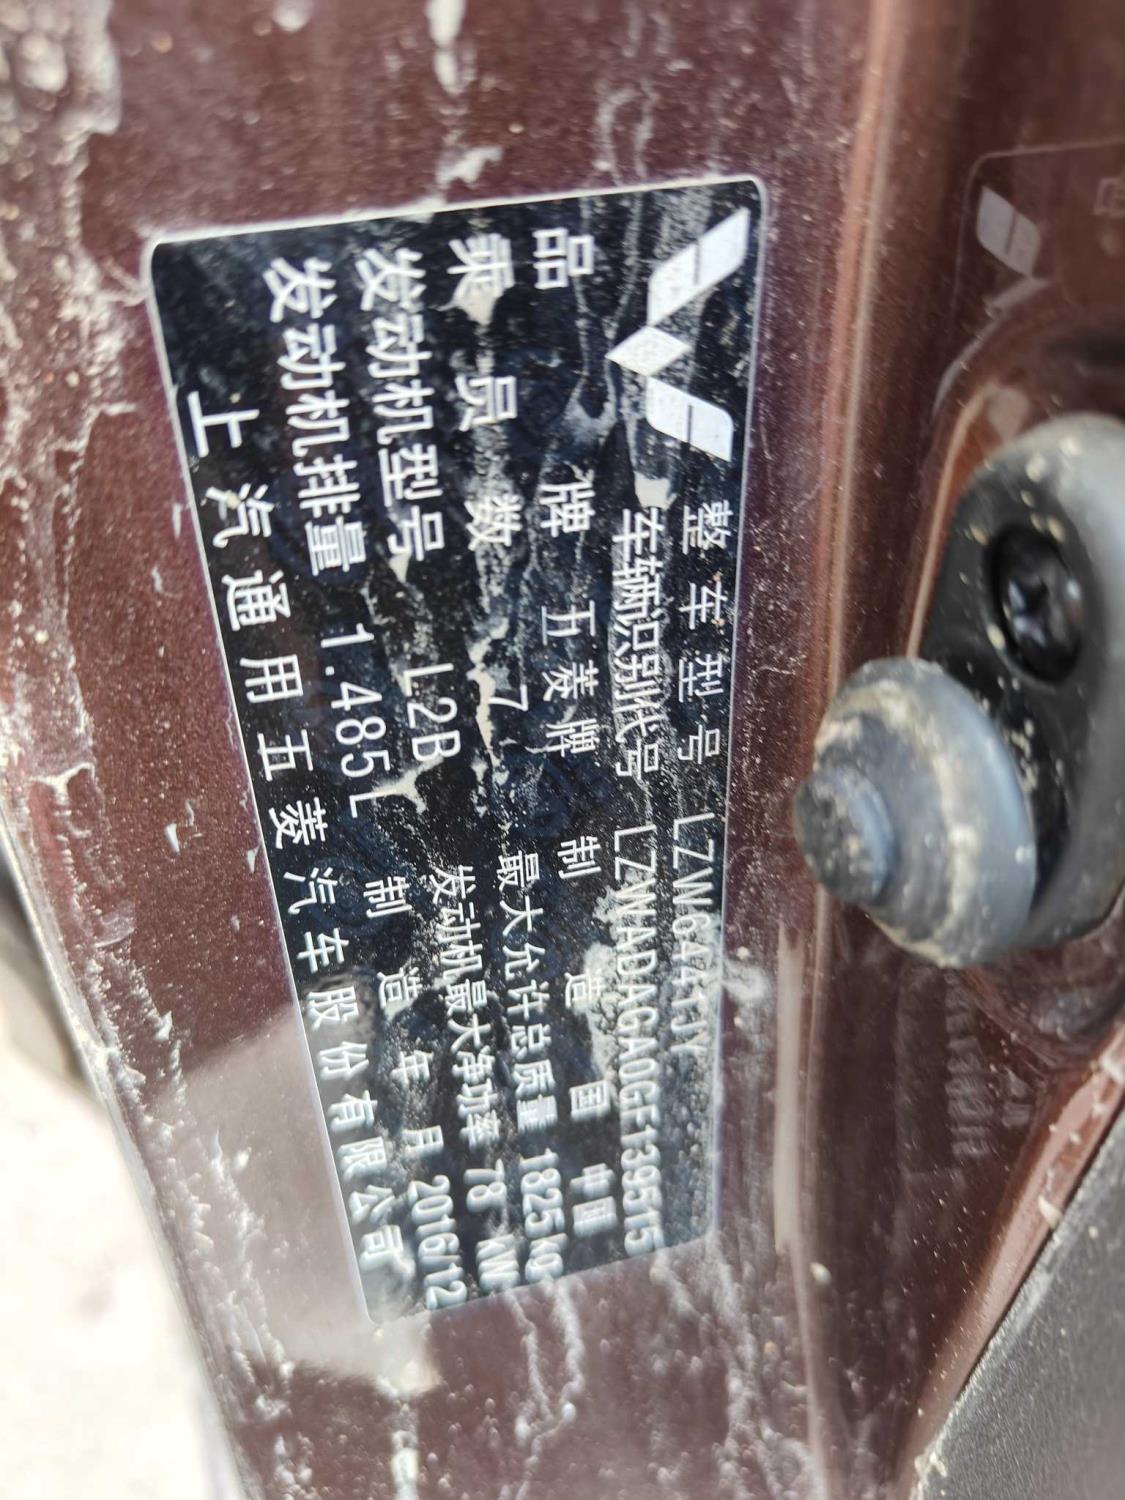 整车型号 LZW6441JY
车辆识别代号 LZWADAGA0GF139515
品牌 五菱牌 制造国 中国
乘员数 7 最大允许总质量 1825kg
发动机型号 L2B 发动机最大净功率 78 kW
发动机排量 1.485L 制造年月 2016/12
上汽通用五菱汽车股份有限公司